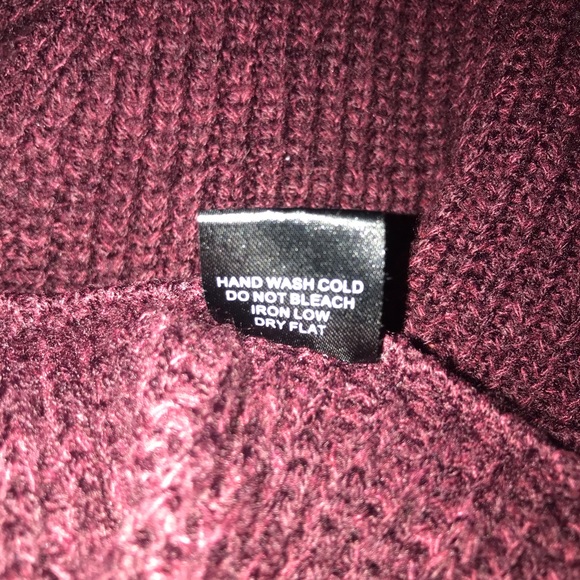 HAND WASH COLD
DO NOT BLEACH
IRON LOW
DRY FLAT